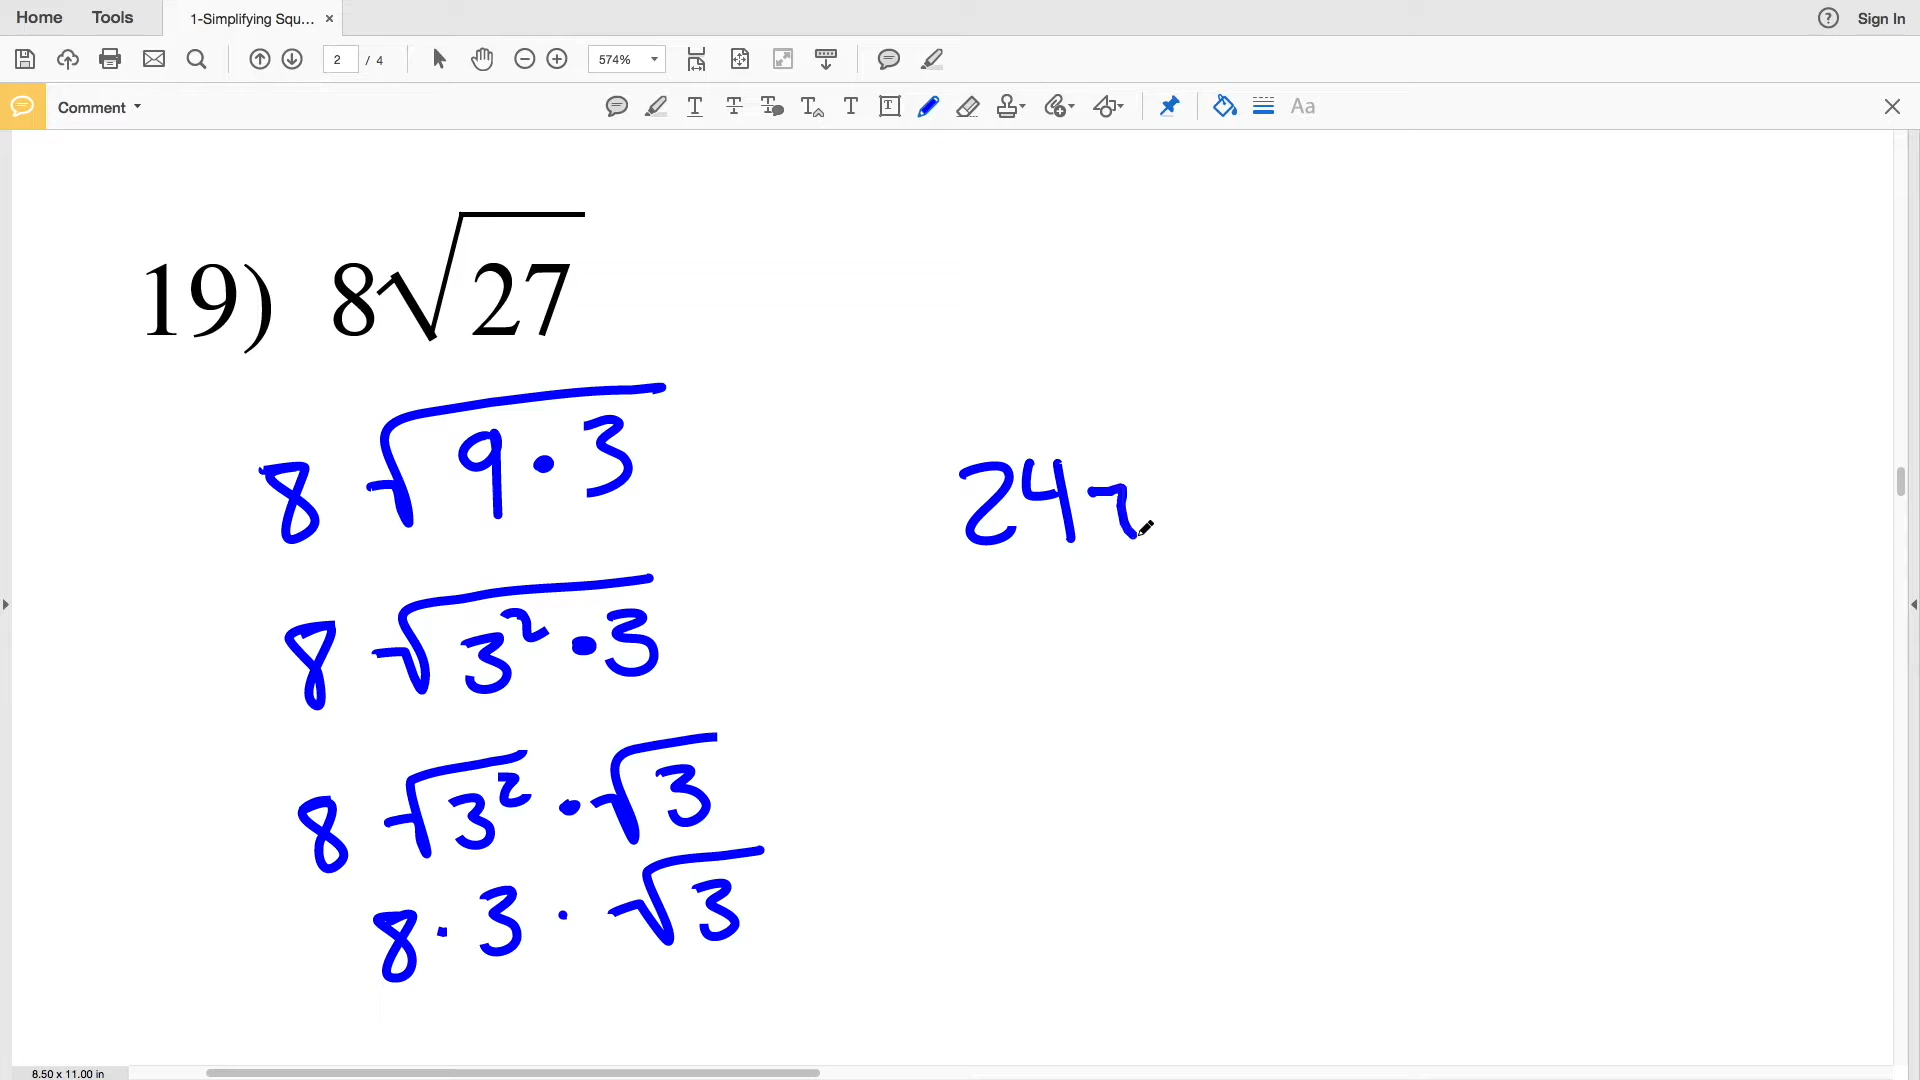 Home Tools 1-Simplifying Squ... × ? Sign In
2 / 4 574%
Comment T T T T T T Aa
19) 8√27
8 √9 · 3
24
8 √3² · 3
8 √3² · √3
8 · 3 · √3
8.50 x 11.00 in